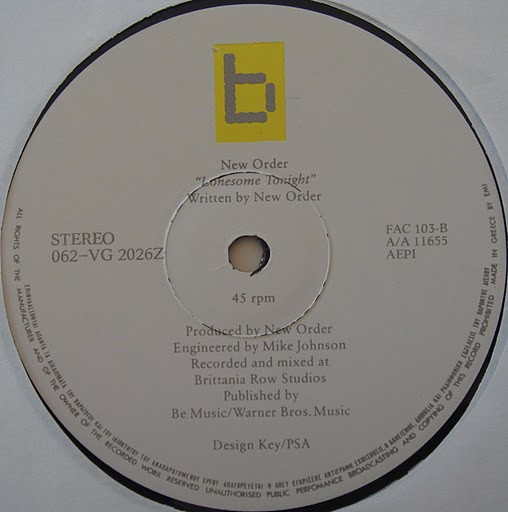 b
New Order
"Lonesome Tonight"
Written by New Order
STEREO
062-VG 2026Z
FAC 103-B
A/A 11655
AEPI
45 rpm
Produced by New Order
Engineered by Mike Johnson
Recorded and mixed at
Brittania Row Studios
Published by
Be Music/Warner Bros. Music
Design Key/PSA
ALL RIGHTS OF THE MANUFACTURER AND OF THE OWNER OF THE RECORDED WORK RESERVED UNAUTHORISED PUBLIC PERFOMANCE BROADCASTING AND COPYING OF THIS RECORD PROHIBITED. MADE IN GREECE BY EMI